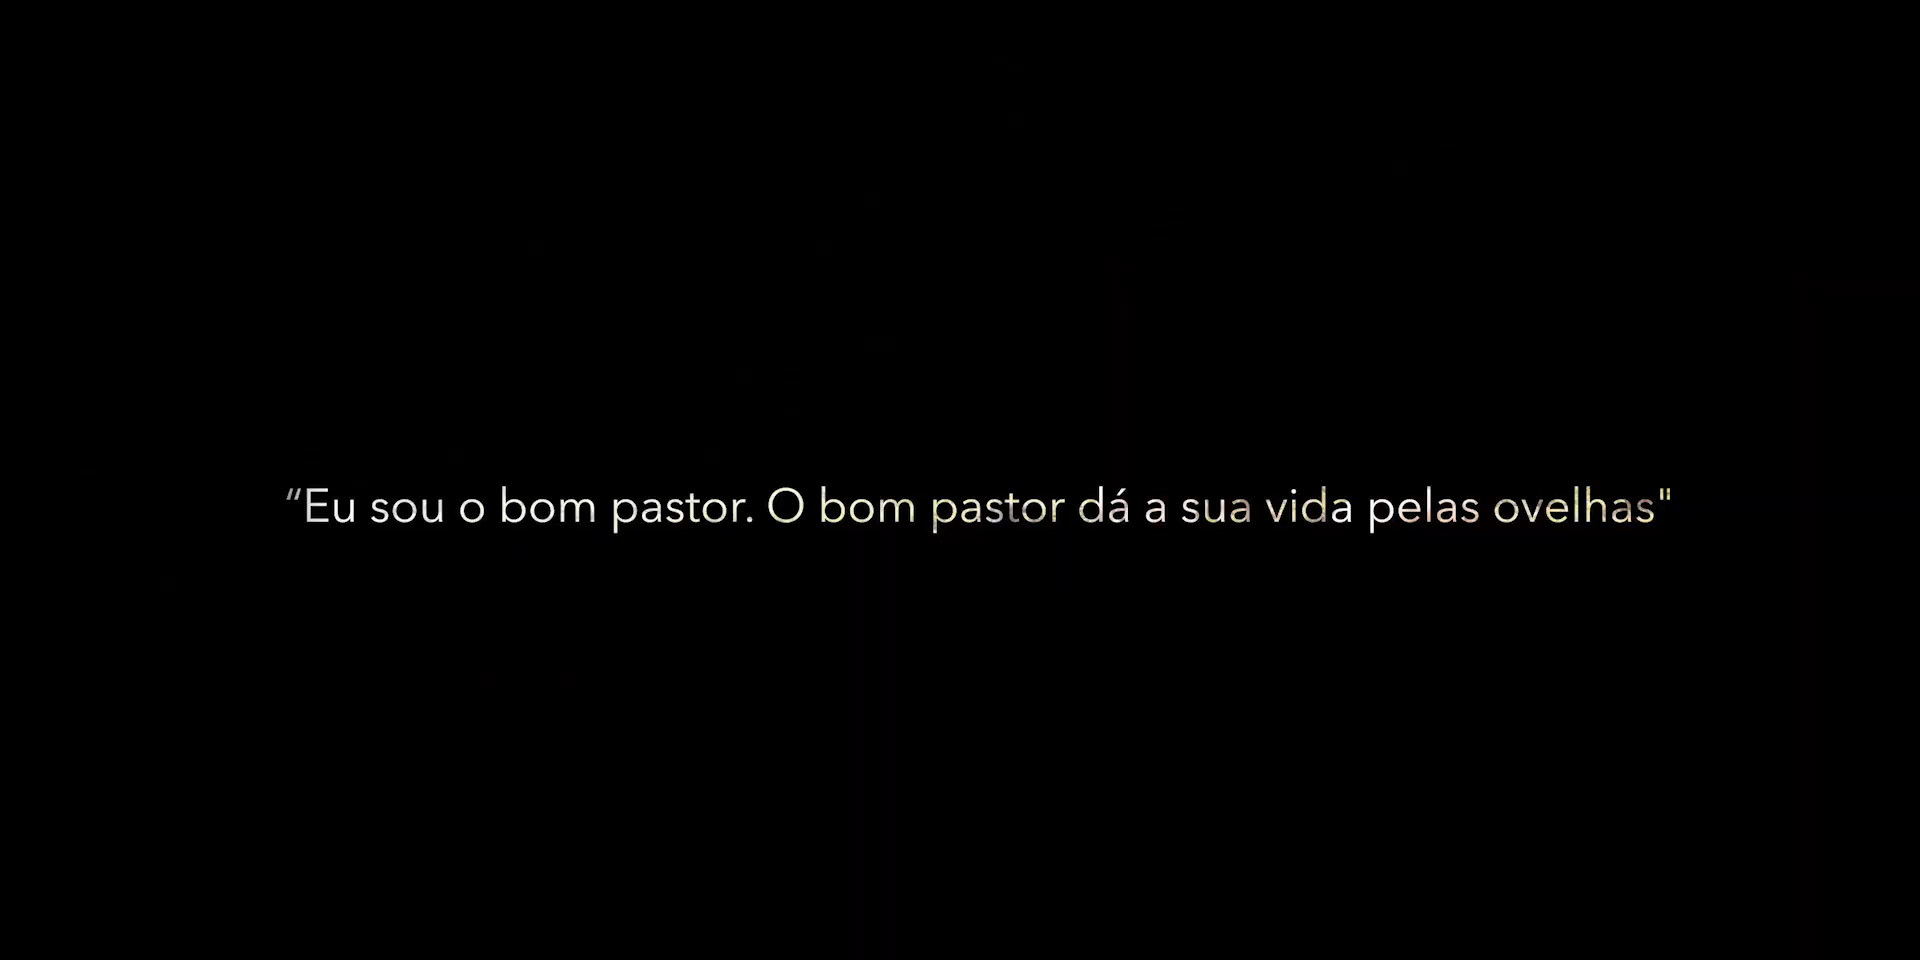 “Eu sou o bom pastor. O bom pastor dá a sua vida pelas ovelhas"